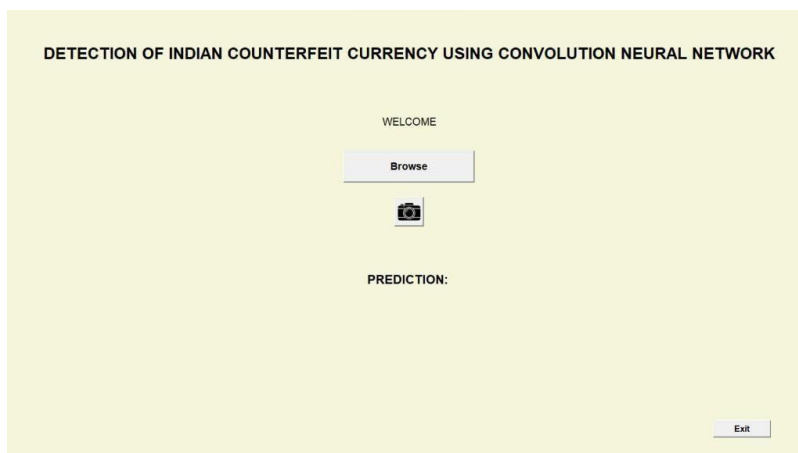 DETECTION OF INDIAN COUNTERFEIT CURRENCY USING CONVOLUTION NEURAL NETWORK
WELCOME
Browse
PREDICTION:
Exit